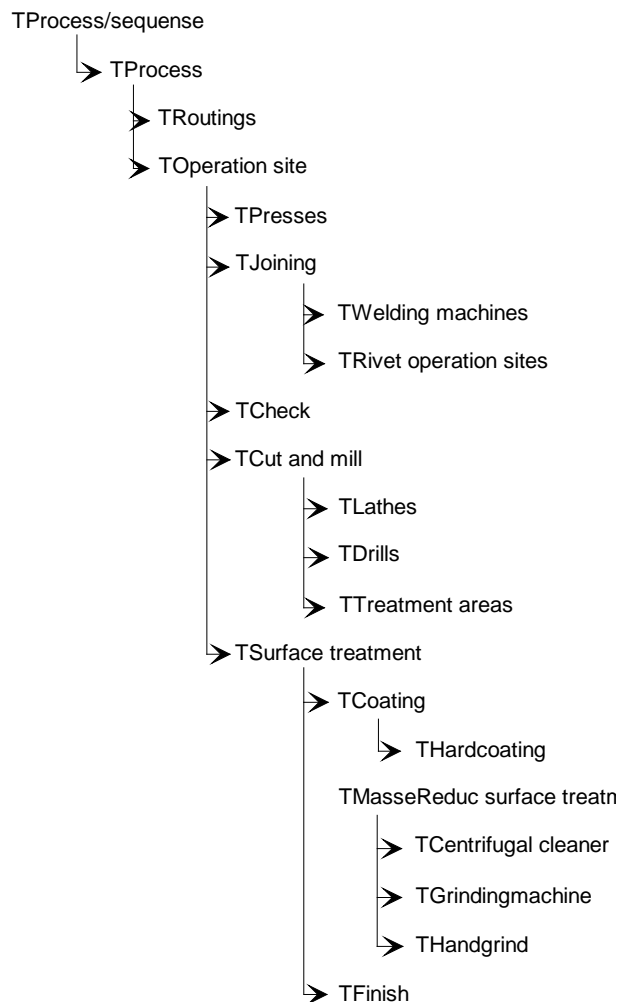 TProcess/sequense
TProcess
TRoutings
TOperation site
TPresses
TJoining
TWelding machines
TRivet operation sites
TCheck
TCut and mill
TLathes
TDrills
TTreatment areas
TSurface treatment
TCoating
THardcoating
TMasseReduc surface treatn
TCentrifugal cleaner
TGrindingmachine
THandgrind
TFinish